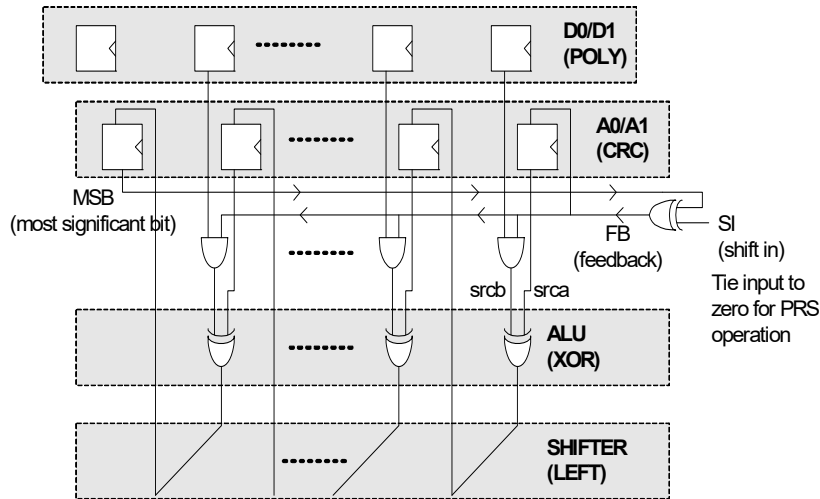 D0/D1
(POLY)
A0/A1
(CRC)
MSB
(most significant bit)
FB
(feedback)
SI
(shift in)
Tie input to
zero for PRS
operation
srcb
srca
ALU
(XOR)
SHIFTER
(LEFT)